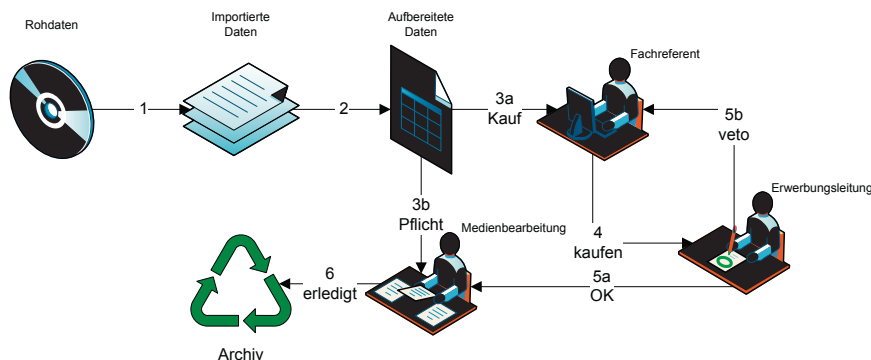 Rohdaten
Importierte
Daten
Aufbereitete
Daten
Fachreferent
1
2
3a
Kauf
5b
veto
3b
Pflicht
Medienbearbeitung
4
kaufen
Erwerbungsleitung
6
erledigt
5a
OK
Archiv